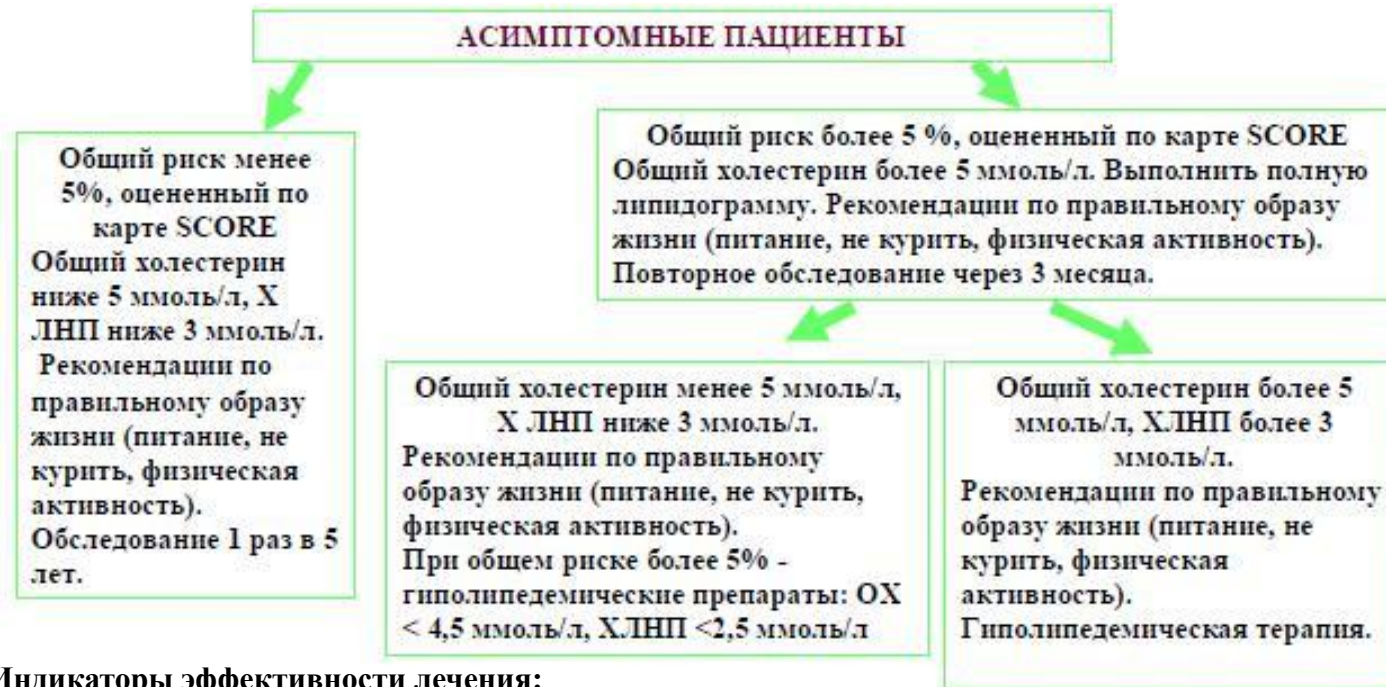 АСИМПТОМНЫЕ ПАЦИЕНТЫ
Общий риск менее
5%, оцененный по
карте SCORE
Общий холестерин
ниже 5 ммоль/л, Х
ЛНП ниже 3 ммоль/л.
Рекомендации по
правильному образу
жизни (питание, не
курить, физическая
активность).
Обследование 1 раз в 5
лет.
Общий риск более 5 %, оцененный по карте SCORE
Общий холестерин более 5 ммоль/л. Выполнить полную
липидограмму. Рекомендации по правильному образу
жизни (питание, не курить, физическая активность).
Повторное обследование через 3 месяца.
Общий холестерин менее 5 ммоль/л,
Х ЛНП ниже 3 ммоль/л.
Рекомендации по правильному
образу жизни (питание, не курить,
физическая активность).
При общем риске более 5% -
гиполипедемические препараты: ОХ
< 4,5 ммоль/л, ХЛНП <2,5 ммоль/л
Общий холестерин более 5
ммоль/л, ХЛНП более 3
ммоль/л.
Рекомендации по правильному
образу жизни (питание, не
курить, физическая
активность).
Гиполипедемическая терапия.
Индикаторы эффективности лечения: